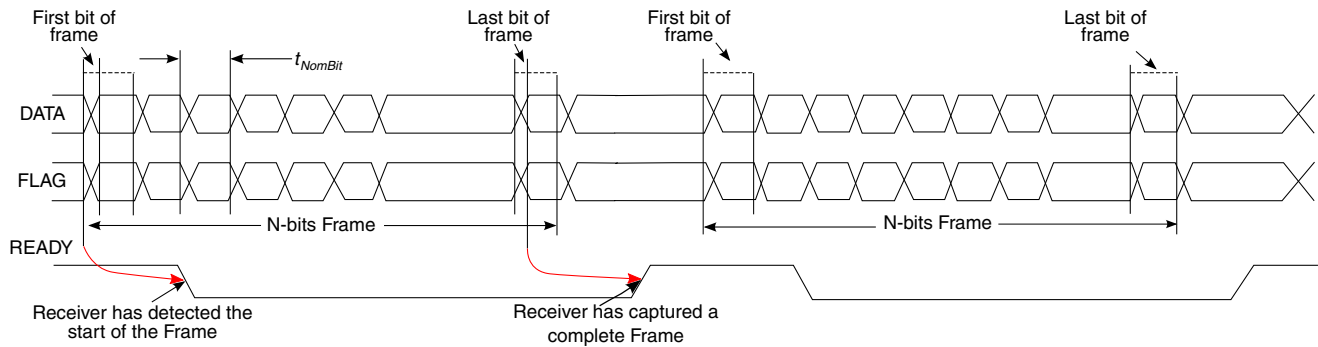 First bit of
frame
Last bit of
frame
First bit of
frame
Last bit of
frame
tNomBit
DATA
FLAG
N-bits Frame
N-bits Frame
READY
Receiver has detected the
start of the Frame
Receiver has captured a
complete Frame